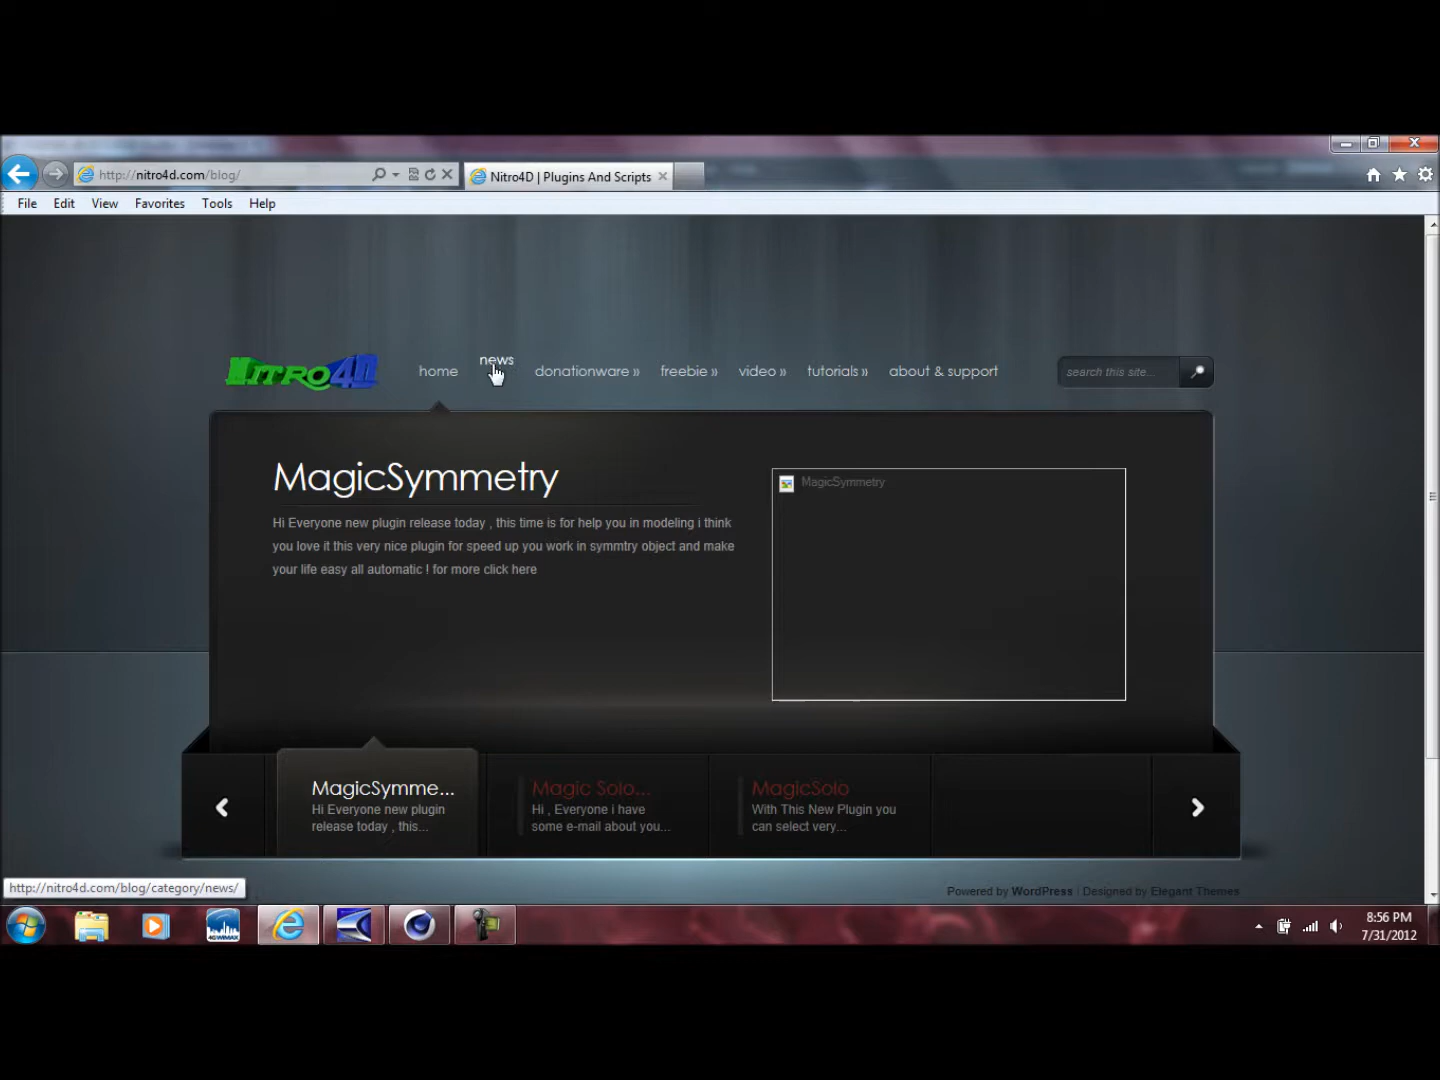 http://nitro4d.com/blog/
Nitro4D | Plugins And Scripts
File Edit View Favorites Tools Help
NITRO4D
home news donationware » freebie » video » tutorials » about & support
search this site...
MagicSymmetry
MagicSymmetry
Hi Everyone new plugin release today , this time is for help you in modeling i think
you love it this very nice plugin for speed up you work in symmtry object and make
your life easy all automatic ! for more click here
MagicSymme...
Hi Everyone new plugin
release today , this...
Magic Solo...
Hi , Everyone i have
some e-mail about you...
MagicSolo
With This New Plugin you
can select very...
http://nitro4d.com/blog/category/news/
Powered by WordPress | Designed by Elegant Themes
8:56 PM
7/31/2012